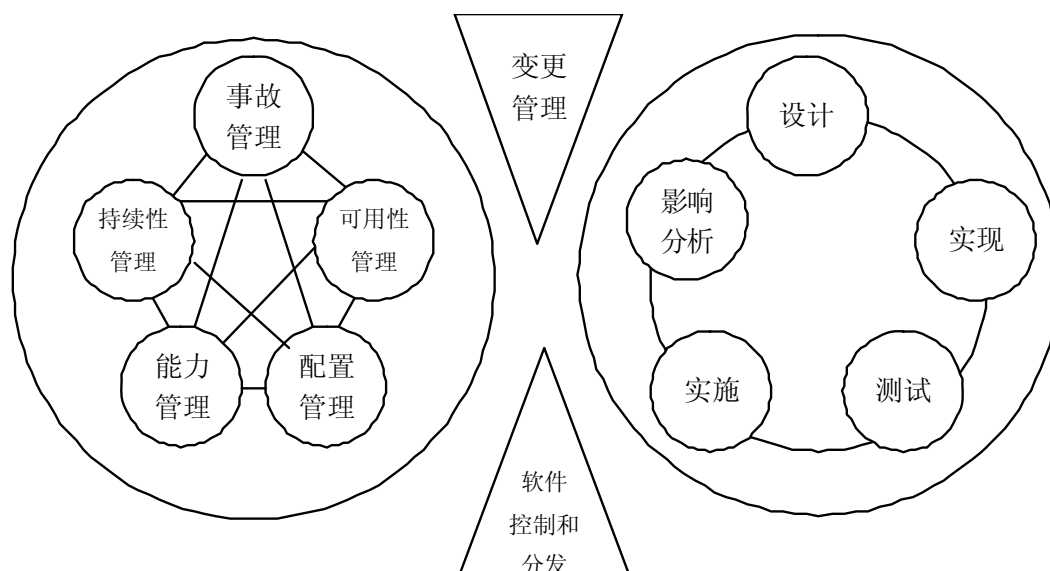 事故
管理
持续性
管理
可用性
管理
能力
管理
配置
管理
变更
管理
软件
控制和
分发
设计
影响
分析
实现
实施
测试